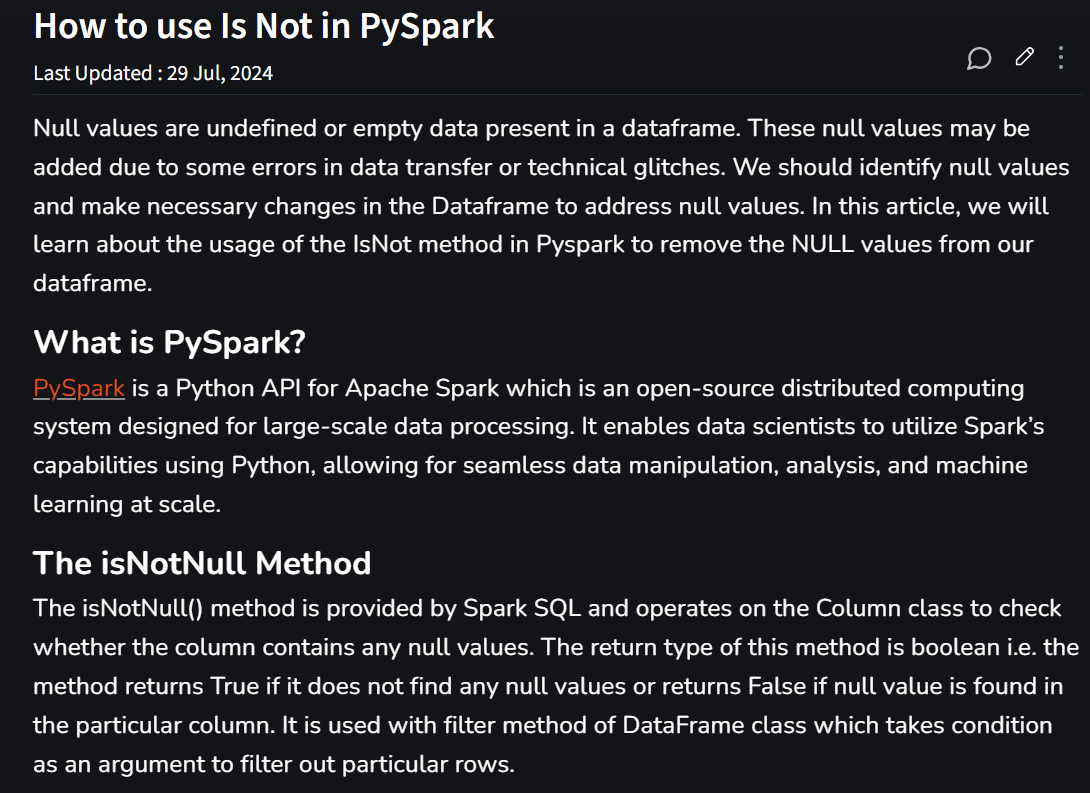 How to use Is Not in PySpark
Last Updated : 29 Jul, 2024
Null values are undefined or empty data present in a dataframe. These null values may be
added due to some errors in data transfer or technical glitches. We should identify null values
and make necessary changes in the Dataframe to address null values. In this article, we will
learn about the usage of the IsNot method in Pyspark to remove the NULL values from our
dataframe.
What is PySpark?
PySpark is a Python API for Apache Spark which is an open-source distributed computing
system designed for large-scale data processing. It enables data scientists to utilize Spark’s
capabilities using Python, allowing for seamless data manipulation, analysis, and machine
learning at scale.
The isNotNull Method
The isNotNull() method is provided by Spark SQL and operates on the Column class to check
whether the column contains any null values. The return type of this method is boolean i.e. the
method returns True if it does not find any null values or returns False if null value is found in
the particular column. It is used with filter method of DataFrame class which takes condition
as an argument to filter out particular rows.